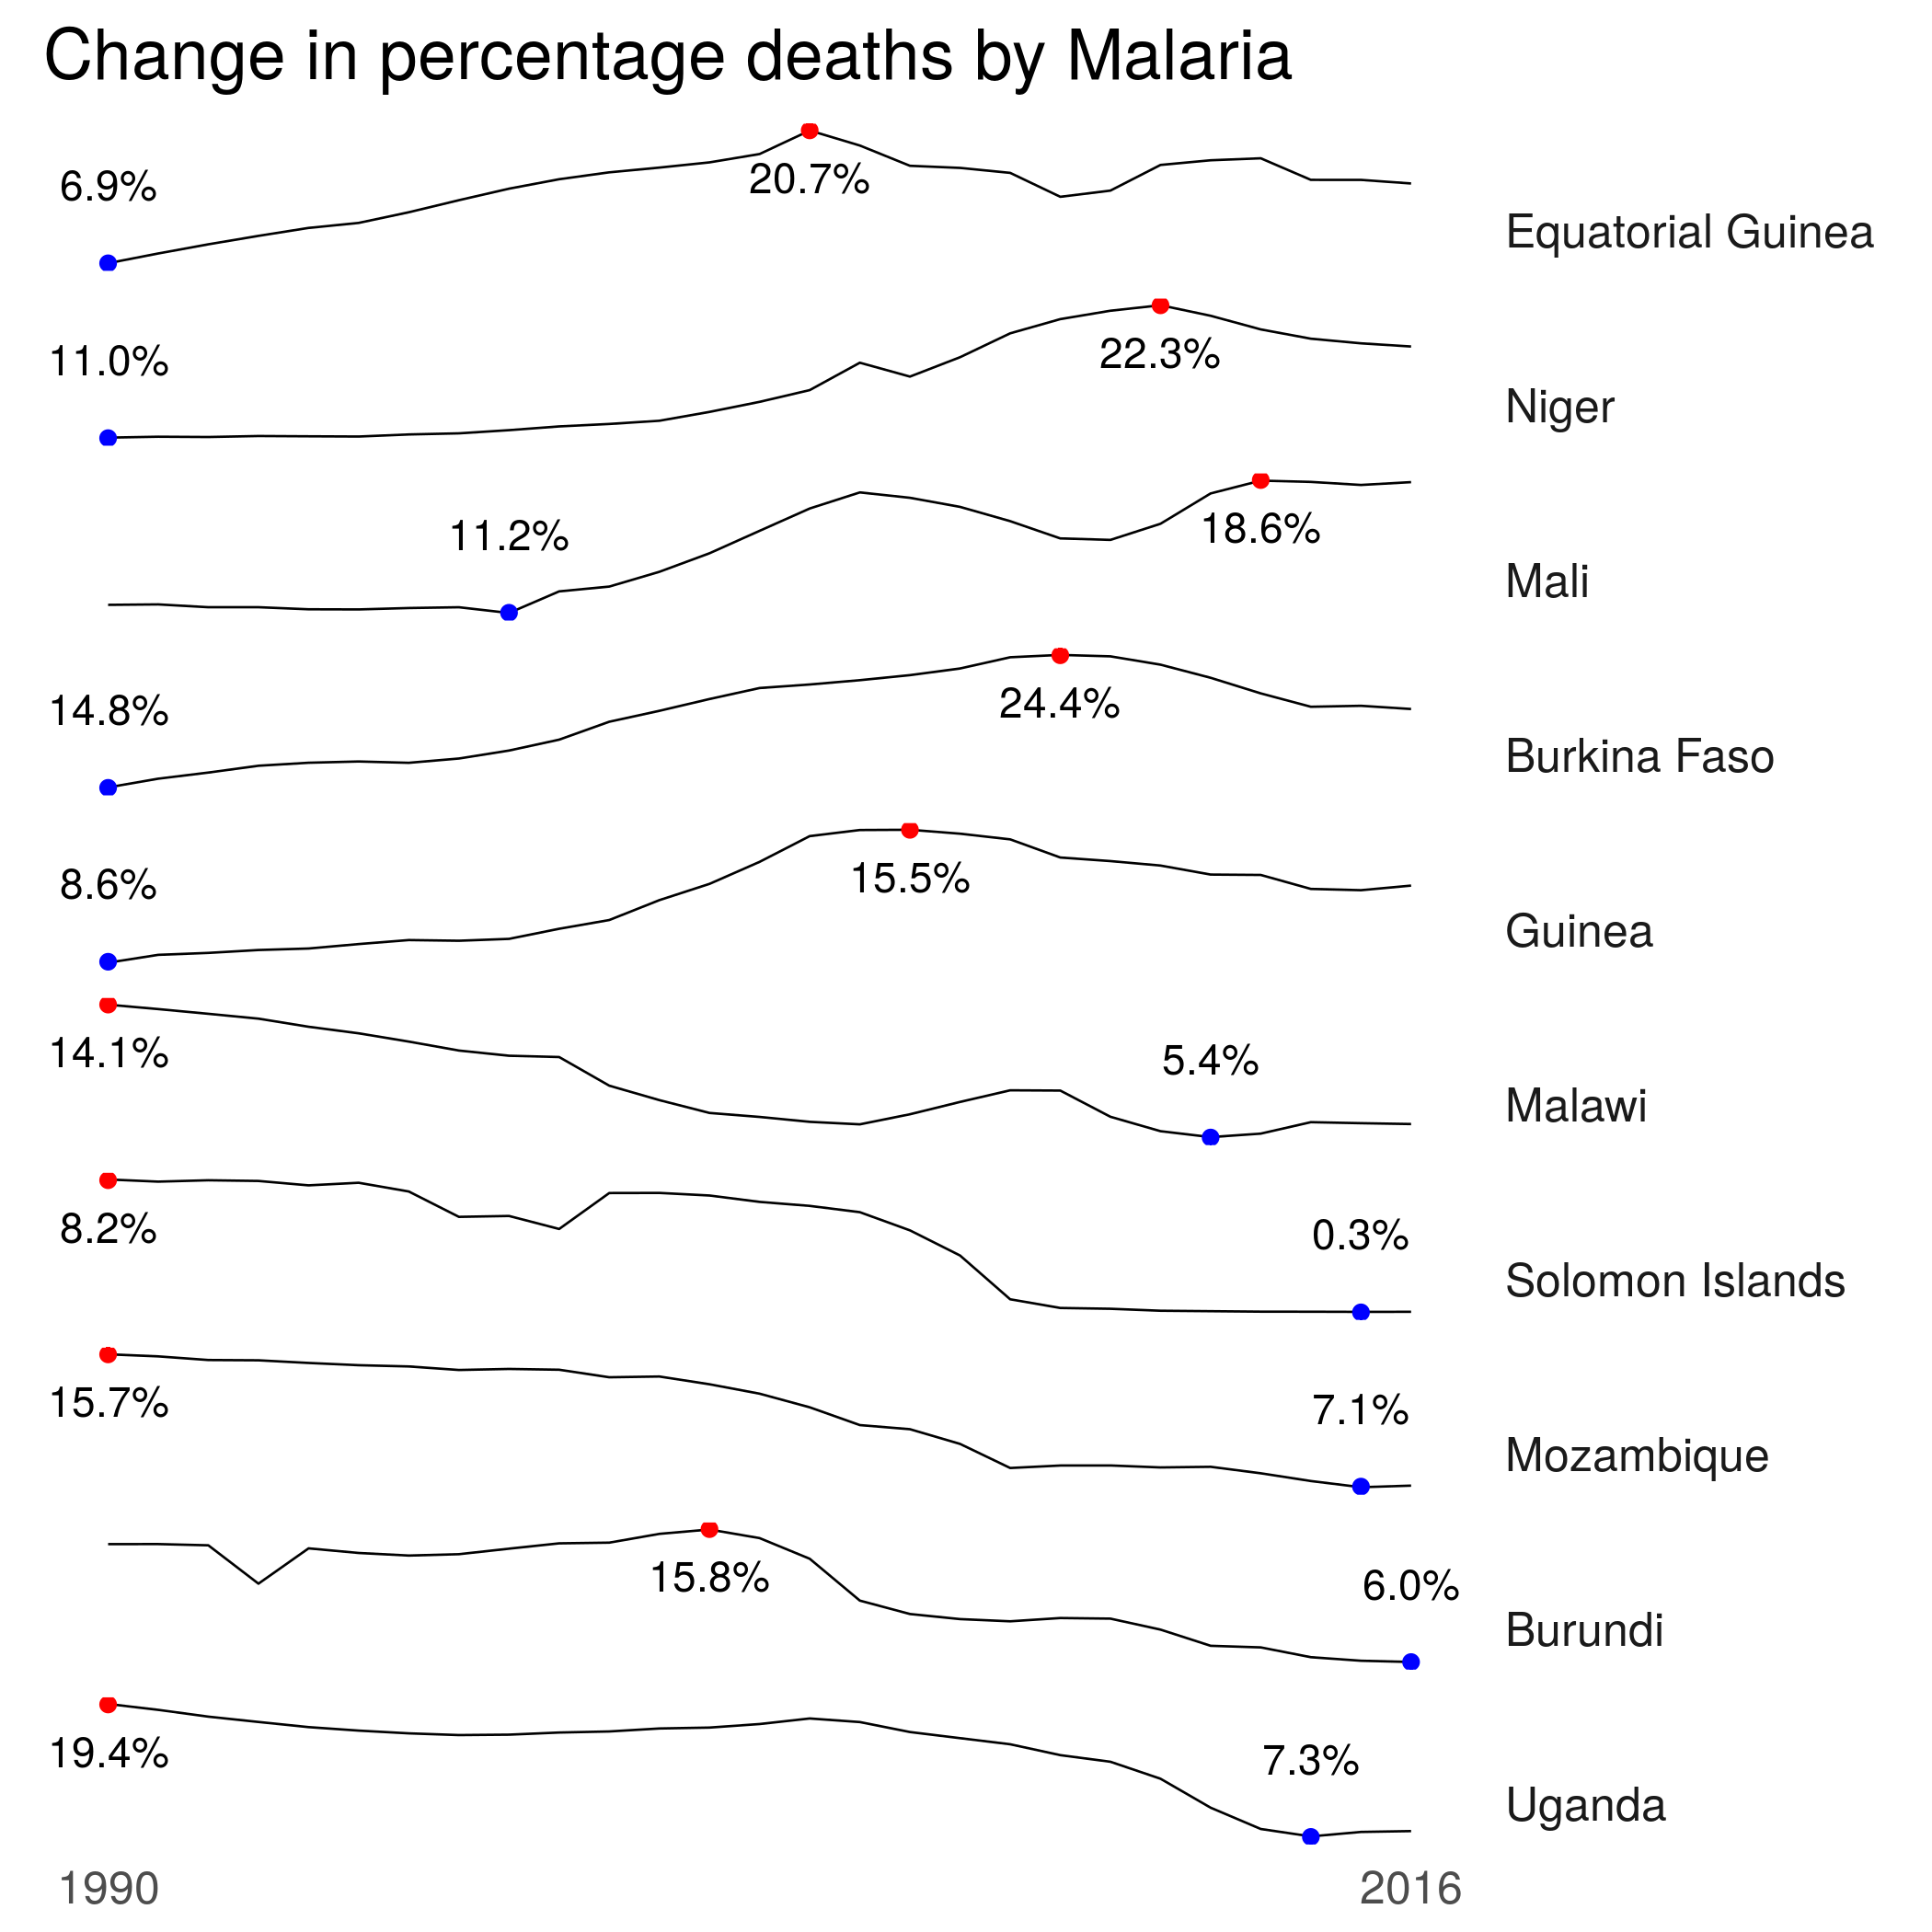 Change in percentage deaths by Malaria
6.9%
20.7%
Equatorial Guinea
11.0%
22.3%
Niger
11.2%
18.6%
Mali
14.8%
24.4%
Burkina Faso
8.6%
15.5%
Guinea
14.1%
5.4%
Malawi
8.2%
0.3%
Solomon Islands
15.7%
7.1%
Mozambique
15.8%
6.0%
Burundi
19.4%
7.3%
Uganda
1990
2016